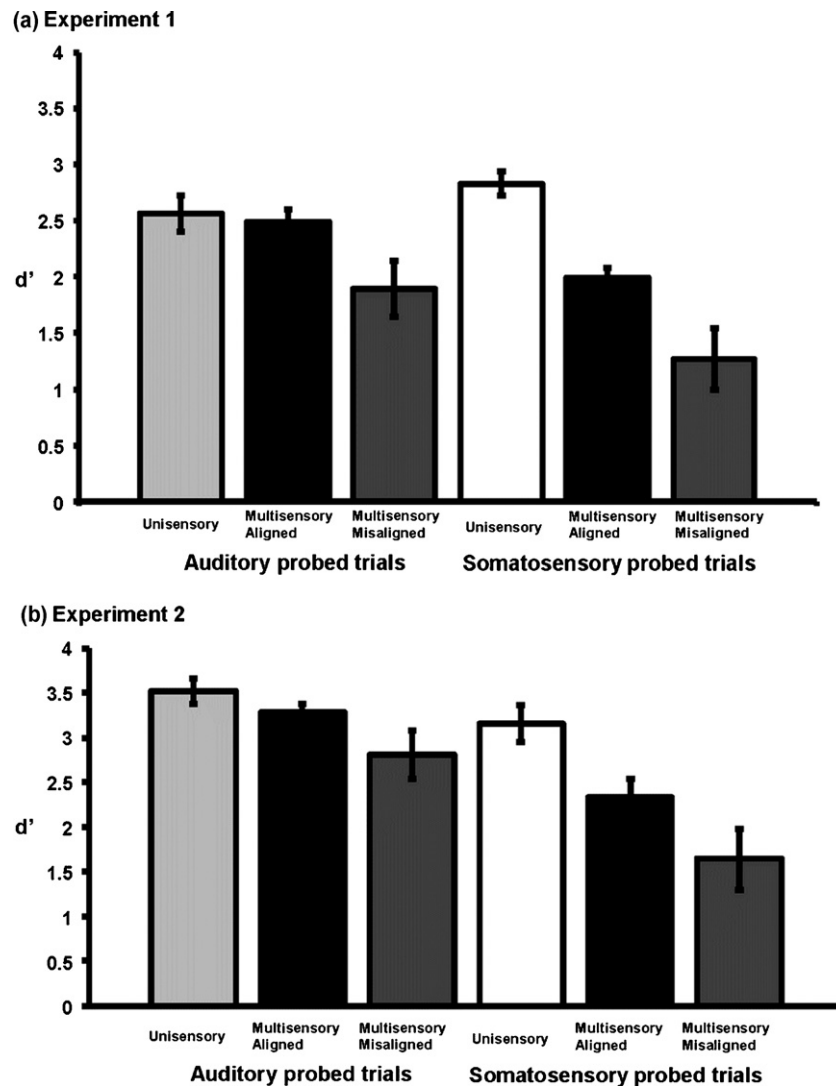 (a) Experiment 1
4
3.5
3
2.5
d'
2
1.5
1
0.5
0
Unisensory
Multisensory
Aligned
Multisensory
Misaligned
Unisensory
Multisensory
Aligned
Multisensory
Misaligned
Auditory probed trials
Somatosensory probed trials
(b) Experiment 2
4
3.5
3
2.5
d'
2
1.5
1
0.5
0
Unisensory
Multisensory
Aligned
Multisensory
Misaligned
Unisensory
Multisensory
Aligned
Multisensory
Misaligned
Auditory probed trials
Somatosensory probed trials